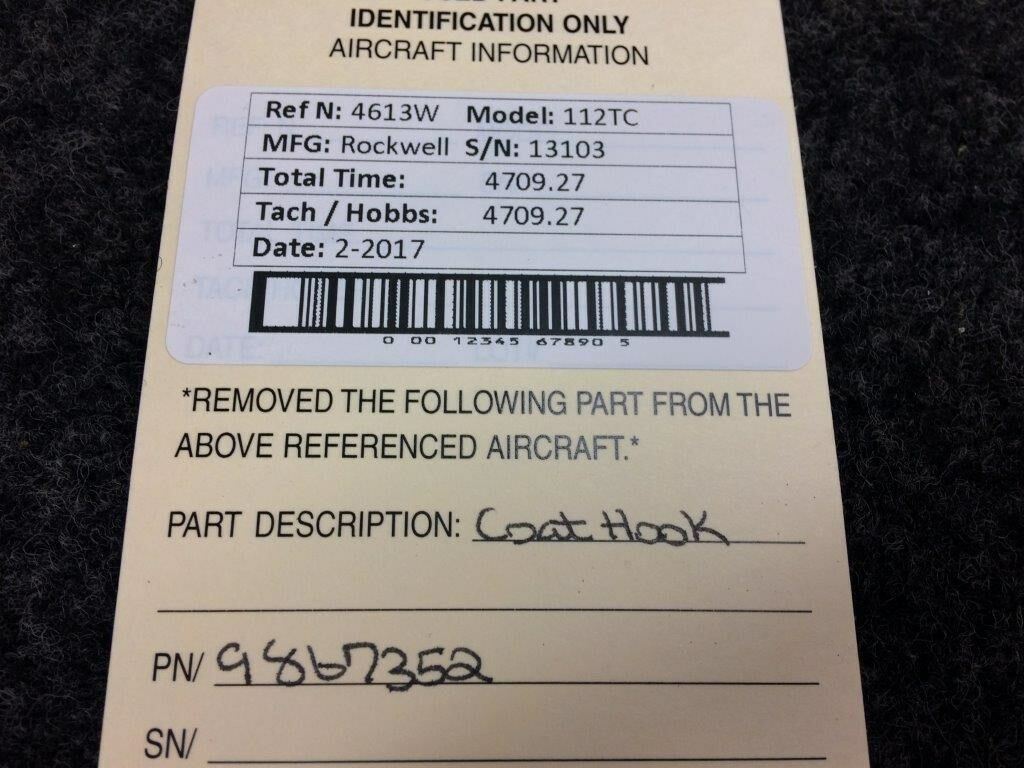 IDENTIFICATION ONLY
AIRCRAFT INFORMATION
Ref N: 4613W Model: 112TC
MFG: Rockwell S/N: 13103
Total Time: 4709.27
Tach / Hobbs: 4709.27
Date: 2-2017
0 00 12345 67890 5
*REMOVED THE FOLLOWING PART FROM THE
ABOVE REFERENCED AIRCRAFT.*
PART DESCRIPTION: Coat Hook
PN/ 9867352
SN/